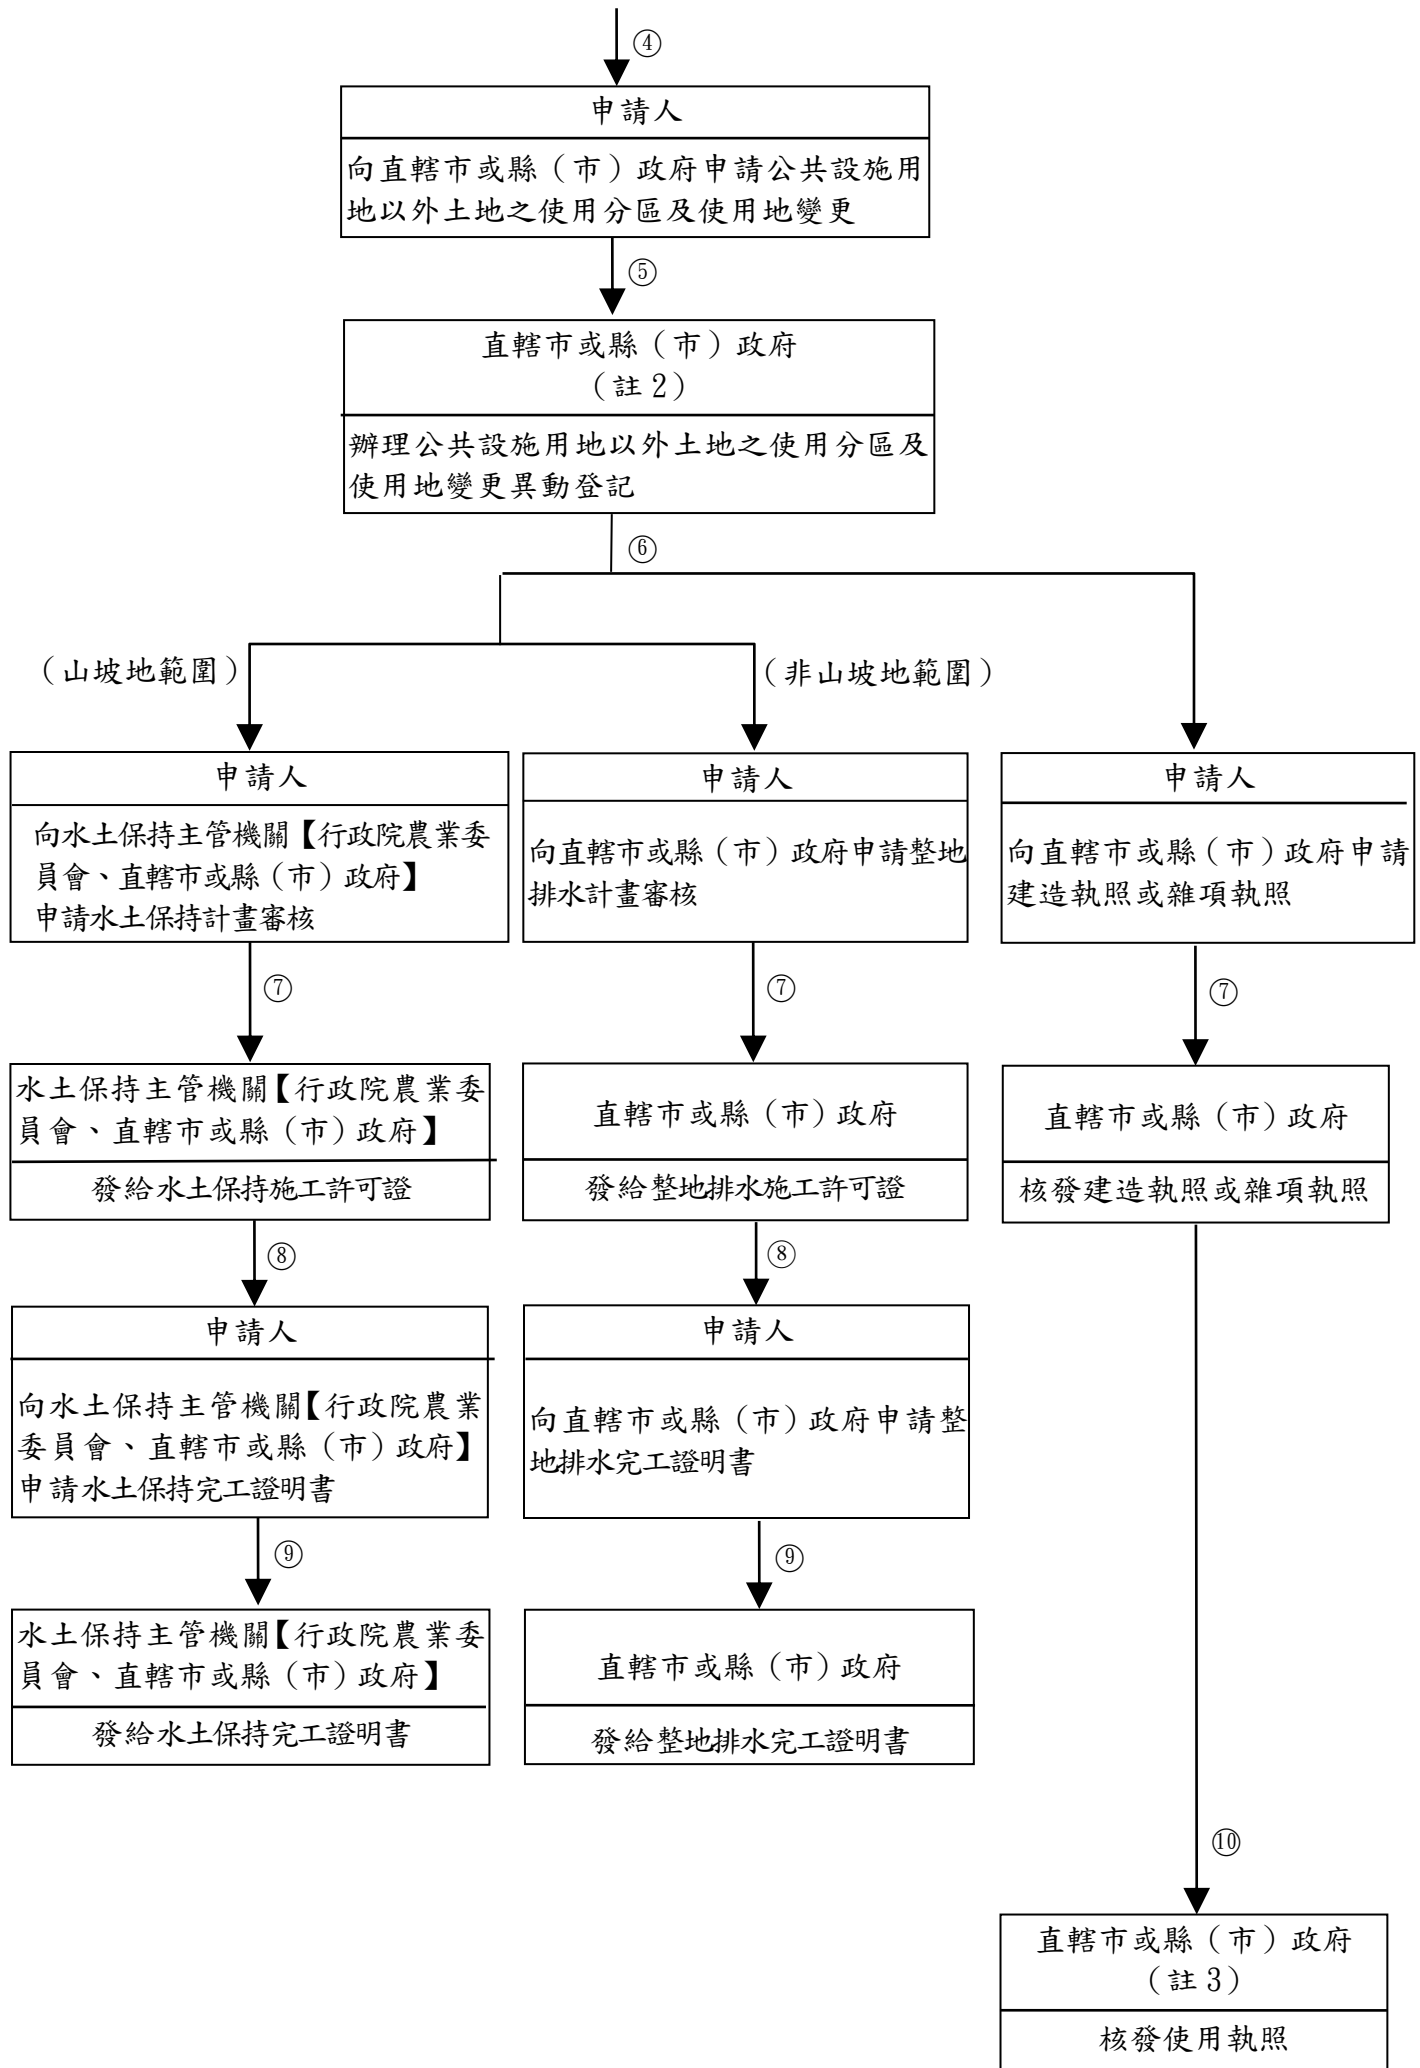 ④
申請人
向直轄市或縣（市）政府申請公共設施用
地以外土地之使用分區及使用地變更
⑤
直轄市或縣（市）政府
（註2）
辦理公共設施用地以外土地之使用分區及
使用地變更異動登記
⑥
（山坡地範圍）
（非山坡地範圍）
申請人
向水土保持主管機關【行政院農業委
員會、直轄市或縣（市）政府】
申請水土保持計畫審核
申請人
向直轄市或縣（市）政府申請整地
排水計畫審核
申請人
向直轄市或縣（市）政府申請
建造執照或雜項執照
⑦
⑦
⑦
水土保持主管機關【行政院農業委
員會、直轄市或縣（市）政府】
發給水土保持施工許可證
直轄市或縣（市）政府
發給整地排水施工許可證
直轄市或縣（市）政府
核發建造執照或雜項執照
⑧
⑧
申請人
向水土保持主管機關【行政院農業
委員會、直轄市或縣（市）政府】
申請水土保持完工證明書
申請人
向直轄市或縣（市）政府申請整
地排水完工證明書
⑨
⑨
水土保持主管機關【行政院農業委
員會、直轄市或縣（市）政府】
發給水土保持完工證明書
直轄市或縣（市）政府
發給整地排水完工證明書
⑩
直轄市或縣（市）政府
（註3）
核發使用執照